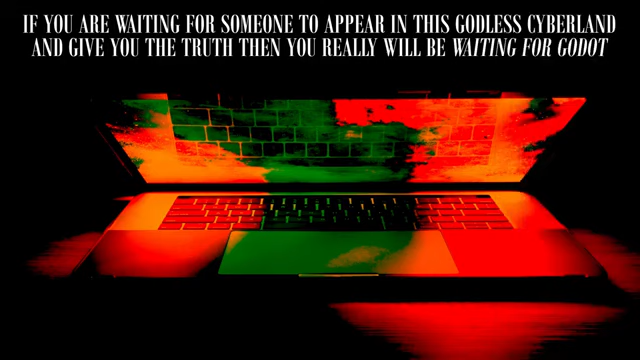 IF YOU ARE WAITING FOR SOMEONE TO APPEAR IN THIS GODLESS CYBERLAND
AND GIVE YOU THE TRUTH THEN YOU REALLY WILL BE WAITING FOR GODOT